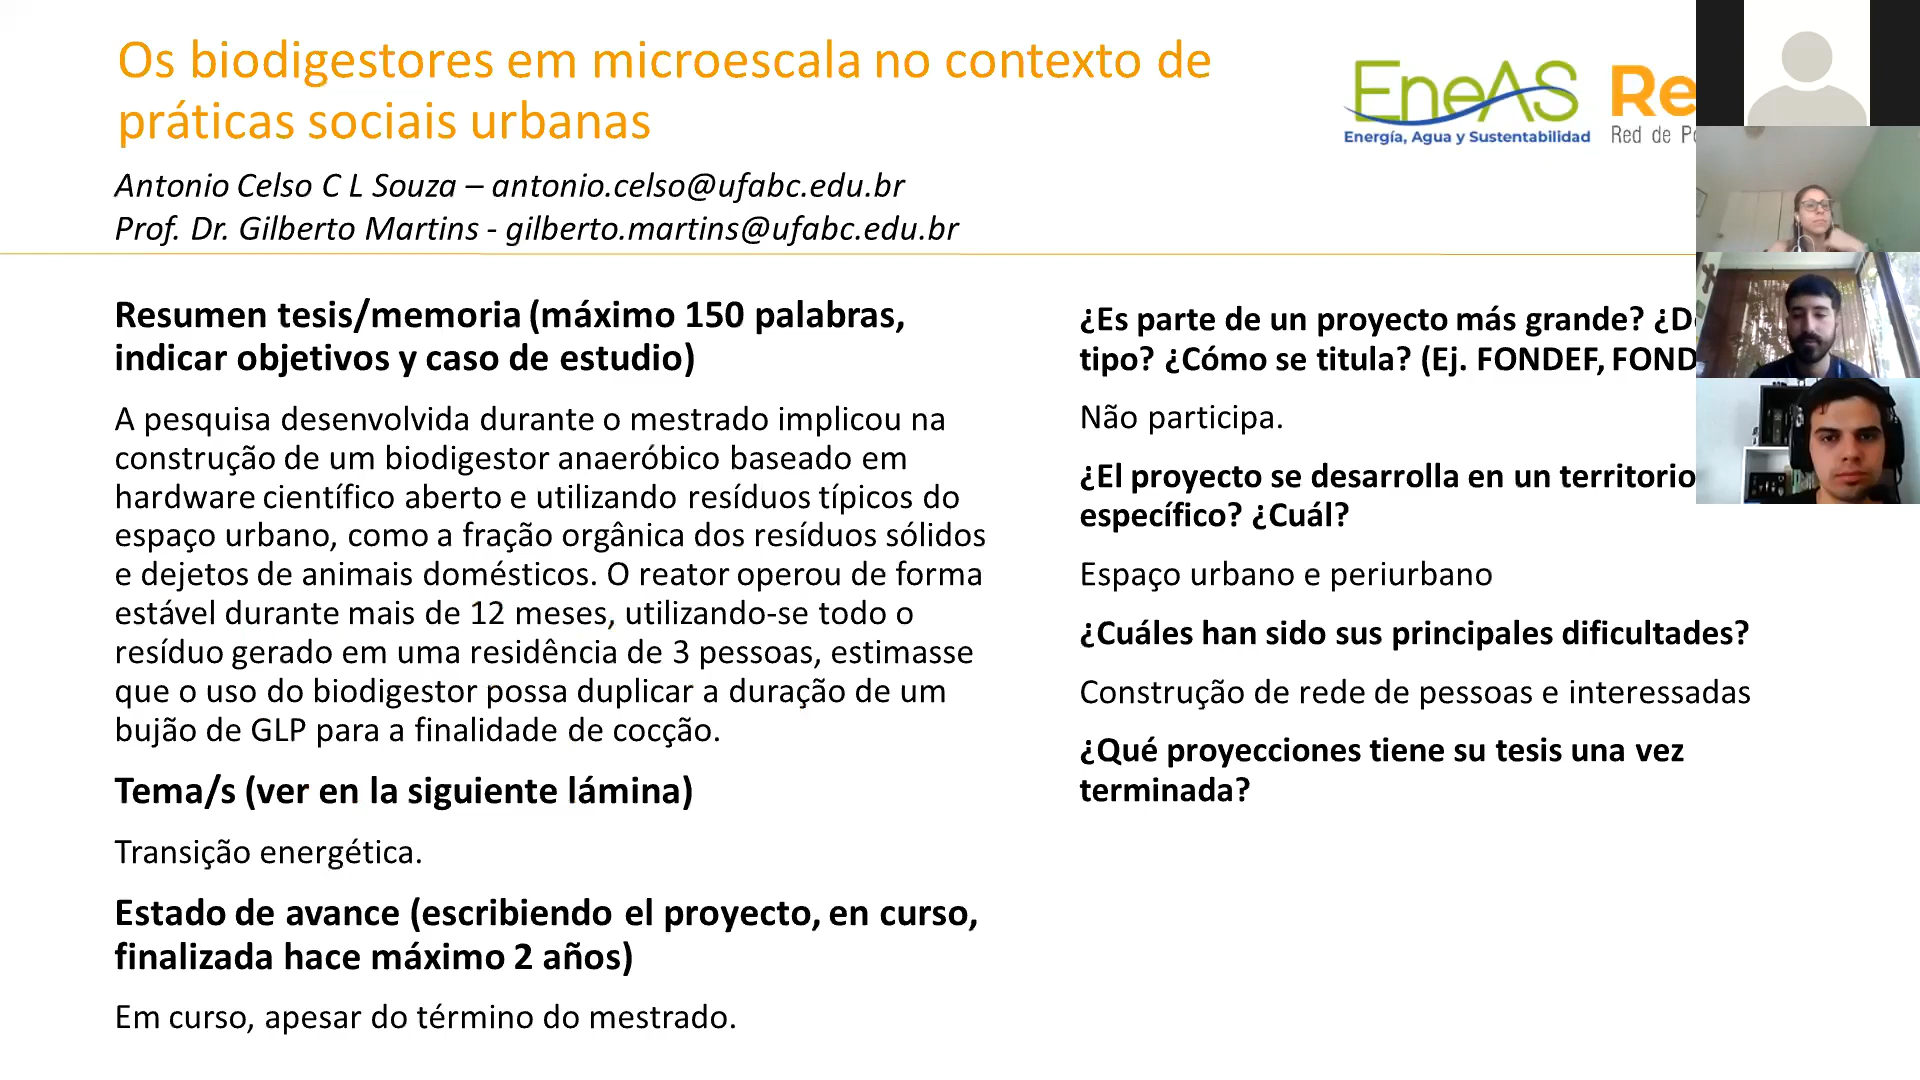 Os biodigestores em microescala no contexto de
práticas sociais urbanas
EneAS
Energía, Agua y Sustentabilidad
Red de
Antonio Celso C L Souza – antonio.celso@ufabc.edu.br
Prof. Dr. Gilberto Martins - gilberto.martins@ufabc.edu.br
Resumen tesis/memoria (máximo 150 palabras,
indicar objetivos y caso de estudio)
A pesquisa desenvolvida durante o mestrado implicou na
construção de um biodigestor anaeróbico baseado em
hardware científico aberto e utilizando resíduos típicos do
espaço urbano, como a fração orgânica dos resíduos sólidos
e dejetos de animais domésticos. O reator operou de forma
estável durante mais de 12 meses, utilizando-se todo o
resíduo gerado em uma residência de 3 pessoas, estimasse
que o uso do biodigestor possa duplicar a duração de um
bujão de GLP para a finalidade de cocção.
Tema/s (ver en la siguiente lámina)
Transição energética.
Estado de avance (escribiendo el proyecto, en curso,
finalizada hace máximo 2 años)
Em curso, apesar do término do mestrado.
¿Es parte de un proyecto más grande?
tipo? ¿Cómo se titula? (Ej. FONDEF,
Não participa.
¿El proyecto se desarrolla en un territorio
específico? ¿Cuál?
Espaço urbano e periurbano
¿Cuáles han sido sus principales dificultades?
Construção de rede de pessoas e interessadas
¿Qué proyecciones tiene su tesis una vez
terminada?